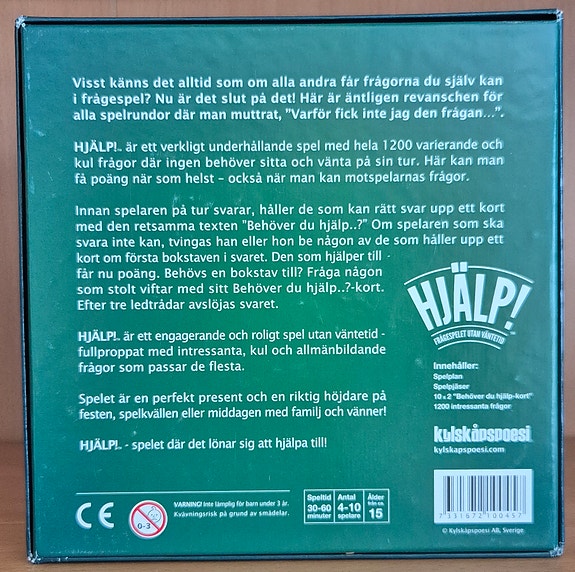 Visst känns det alltid som om alla andra får frågorna du själv kan
i frågespel? Nu är det slut på det! Här är äntligen revanschen för
alla spelrundor där man muttrat, "Varför fick inte jag den frågan...".
HJÄLP!™ är ett verkligt underhållande spel med hela 1200 varierande och
kul frågor där ingen behöver sitta och vänta på sin tur. Här kan man
få poäng när som helst – också när man kan motspelarnas frågor.
Innan spelaren på tur svarar, håller de som kan rätt svar upp ett kort
med den retsamma texten "Behöver du hjälp..?" Om spelaren som ska
svara inte kan, tvingas han eller hon be någon av de som håller upp ett
kort om första bokstaven i svaret. Den som hjälper till
får nu poäng. Behövs en bokstav till? Fråga någon
som stolt viftar med sitt Behöver du hjälp..?-kort.
Efter tre ledtrådar avslöjas svaret.
HJÄLP!™ är ett engagerande och roligt spel utan väntetid -
fullproppat med intressanta, kul och allmänbildande
frågor som passar de flesta.
Spelet är en perfekt present och en riktig höjdare på
festen, spelkvällen eller middagen med familj och vänner!
HJÄLP!™ - spelet där det lönar sig att hjälpa till!
HJÄLP!
FRÅGESPELET UTAN VÄNTETID
Innehåller:
Spelplan
Spelpjäser
10 x 2 "Behöver du hjälp-kort"
1200 intressanta frågor
kylskåpspoesi
kylskapspoesi.com
CE
0-3
VARNING! Inte lämplig för barn under 3 år.
Kvävningsrisk på grund av smådelar.
Speltid
30-60
minuter
Antal
4-10
spelare
Ålder
från ca
15
7 331672 100457
© Kylskåpspoesi AB, Sverige